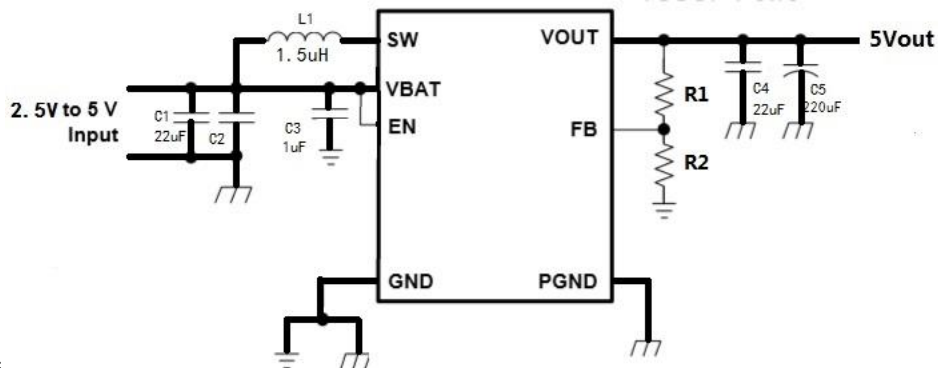 L1
1.5uH
SW
VOUT
5Vout
VBAT
2.5V to 5 V
Input
C1
22uF
C2
C3
1uF
EN
R1
C4
22uF
C5
220uF
FB
R2
GND
PGND